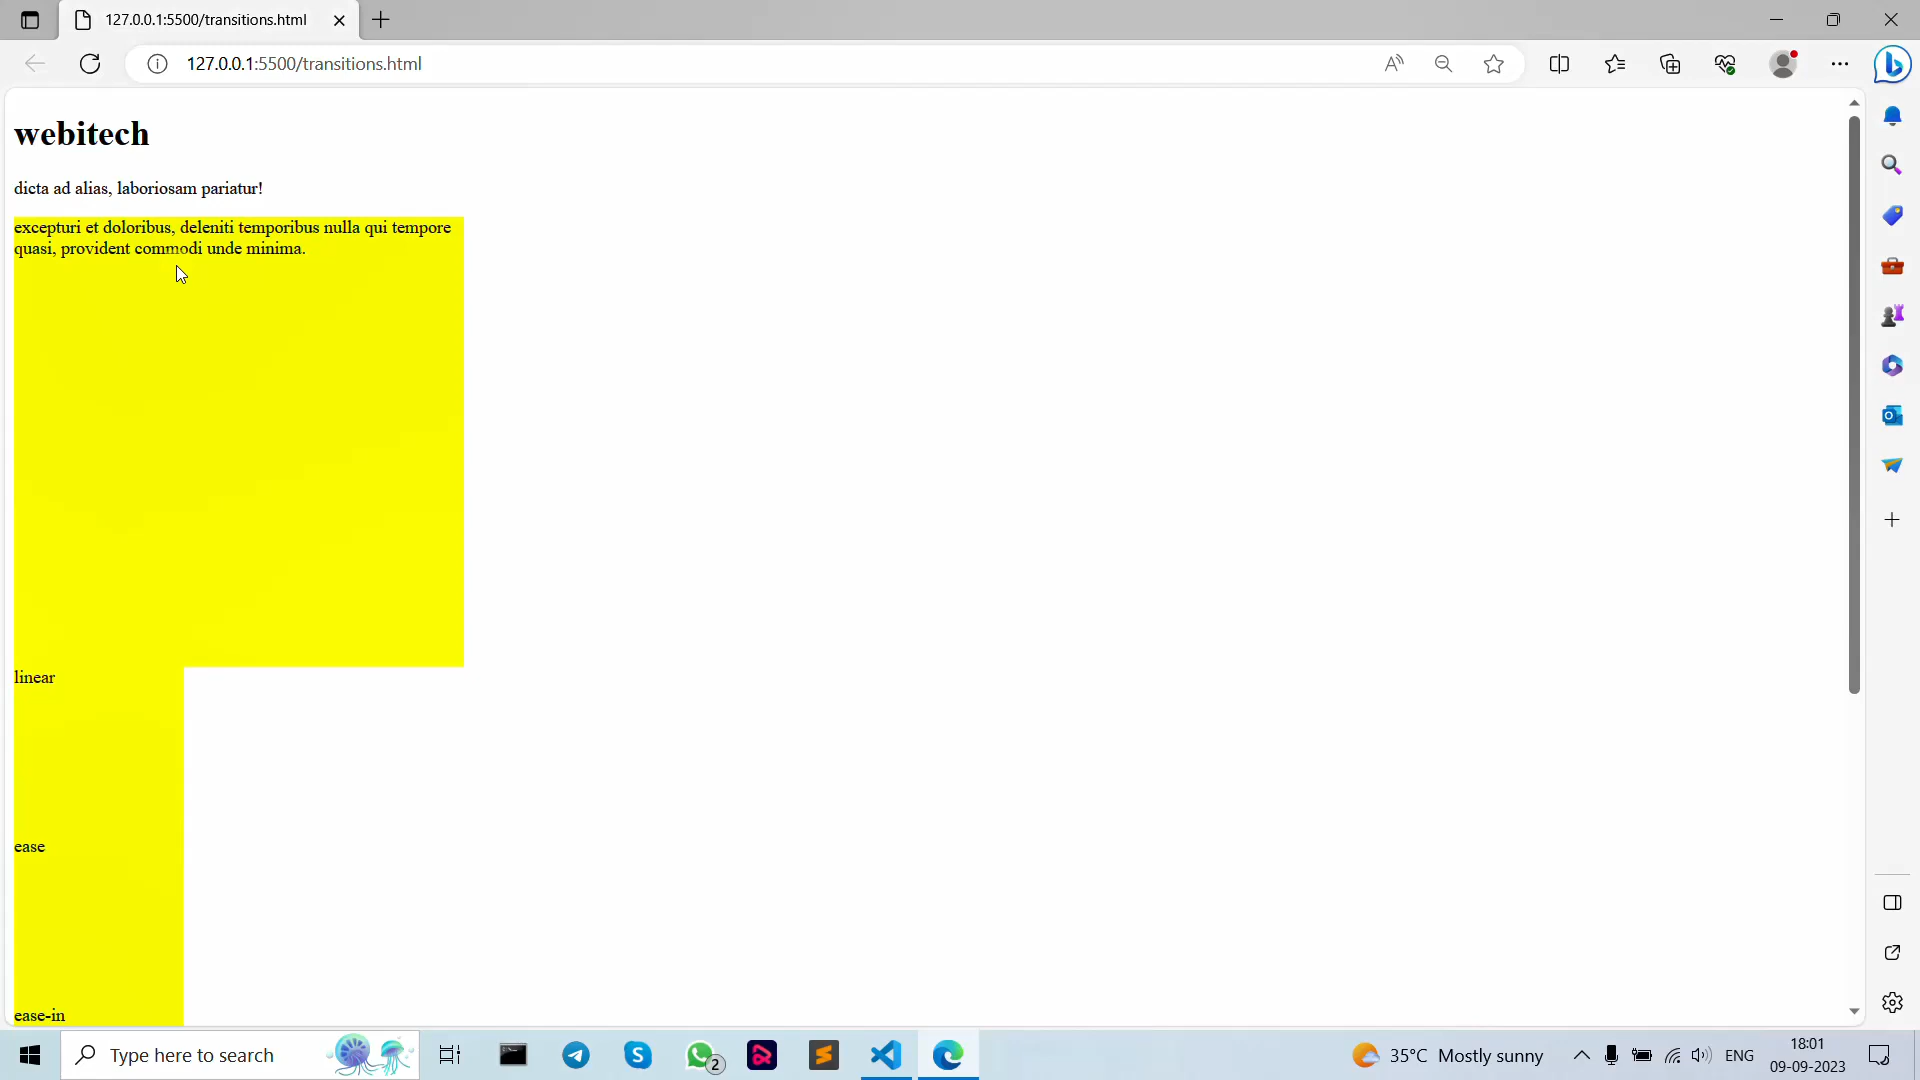 127.0.0.1:5500/transitions.html
127.0.0.1:5500/transitions.html
webitech
dicta ad alias, laboriosam pariatur!
excepturi et doloribus, deleniti temporibus nulla qui tempore
quasi, provident commodi unde minima.
linear
ease
ease-in
Type here to search
2
35°C Mostly sunny
ENG
18:01
09-09-2023